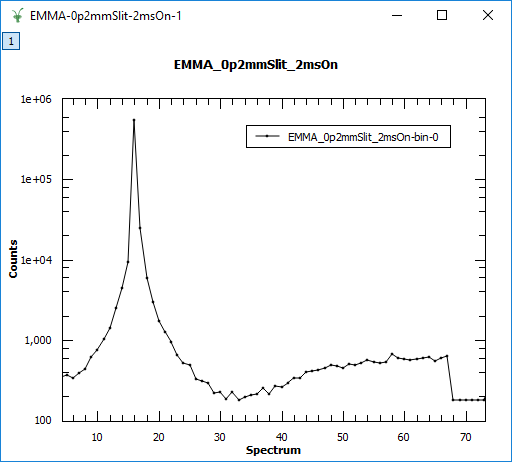 EMMA-0p2mmSlit-2msOn-1
1
EMMA_0p2mmSlit_2msOn
1e+06
EMMA_0p2mmSlit_2msOn-bin-0
1e+05
Counts
1e+04
1,000
100
10 20 30 40 50 60 70
Spectrum